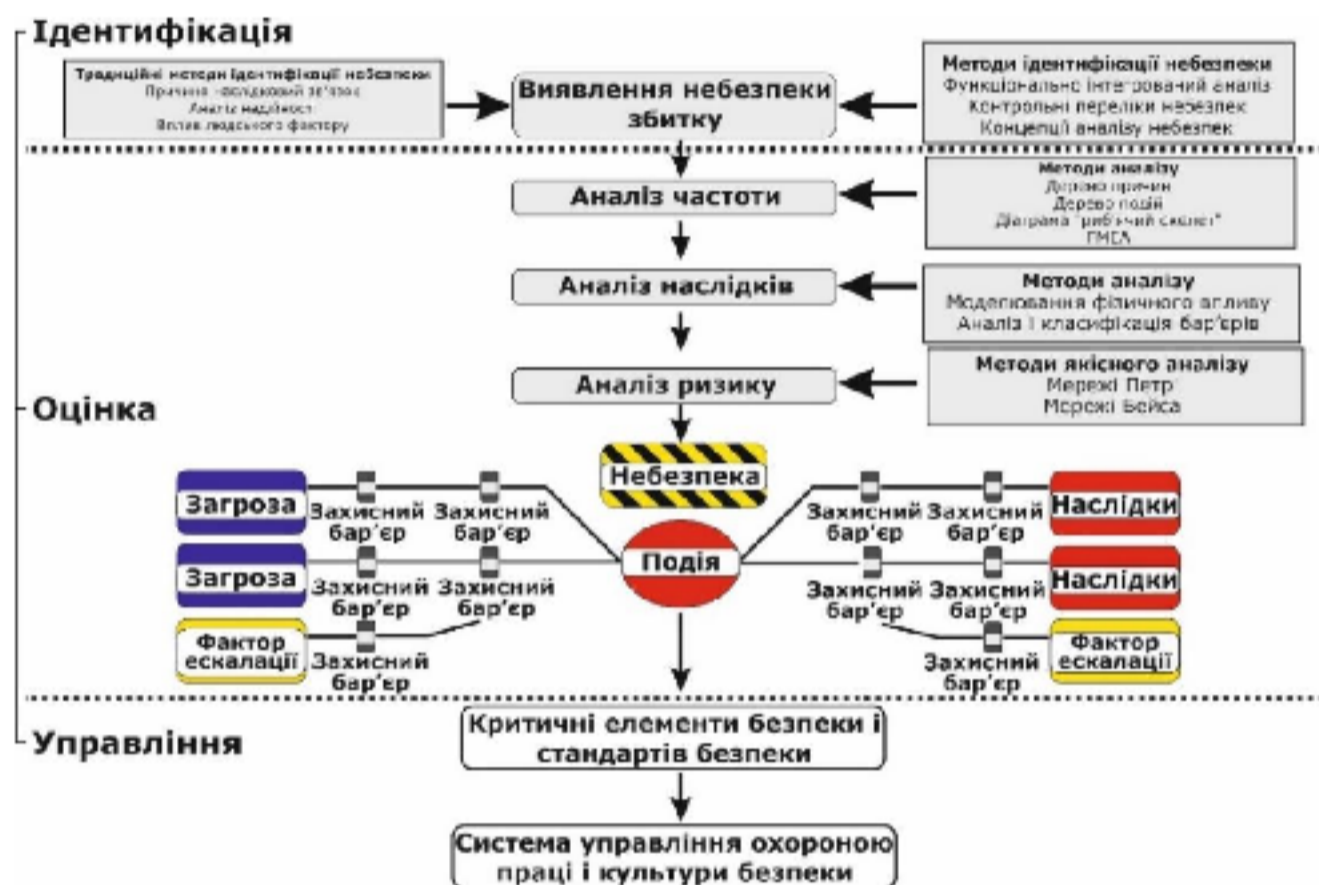 Ідентифікація
Традиційні методи ідентифікації небезпеки
Причинно-наслідковий зв'язок
Аналіз надійності
Вплив людського фактору
Виявлення небезпеки
збитку
Методи ідентифікації небезпеки
Функціонально інтегрований аналіз
Контрольні переліки небезпек
Концепції аналізу небезпек
Аналіз частоти
Методи аналізу
Дерево причин
Дерево подій
Діаграма "риб'ячий скелет"
Аналіз наслідків
Методи аналізу
Моделювання фізичного впливу
Аналіз і класифікація бар'єрів
Аналіз ризику
Методи якісного аналізу
Мережі Петр
Мережі Бейса
Оцінка
Небезпека
Загроза
Захисний
бар'єр
Захисний
бар'єр
Подія
Захисний
бар'єр
Захисний
бар'єр
Наслідки
Загроза
Захисний
бар'єр
Захисний
бар'єр
Захисний
бар'єр
Захисний
бар'єр
Наслідки
Фактор
ескалації
Захисний
бар'єр
Захисний
бар'єр
Фактор
ескалації
Управління
Критичні елементи безпеки і
стандартів безпеки
Система управління охороною
праці і культури безпеки